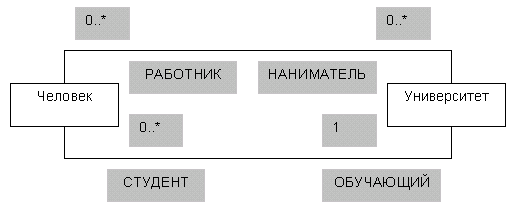 0..* 0..*
РАБОТНИК НАНИМАТЕЛЬ
Человек Университет
0..* 1
СТУДЕНТ ОБУЧАЮЩИЙ